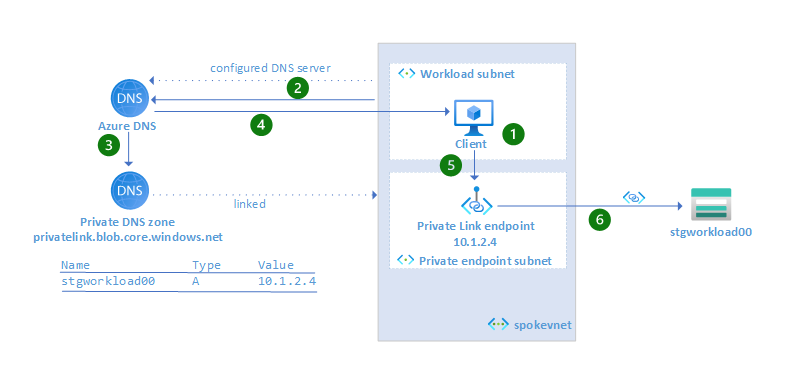 configured DNS server
2
4
DNS
Azure DNS
3
DNS
Private DNS zone
privatelink.blob.core.windows.net
linked
Name Type Value
stgworkload00 A 10.1.2.4
Workload subnet
1
Client
5
Private Link endpoint
10.1.2.4
Private endpoint subnet
spokevnet
6
stgworkload00